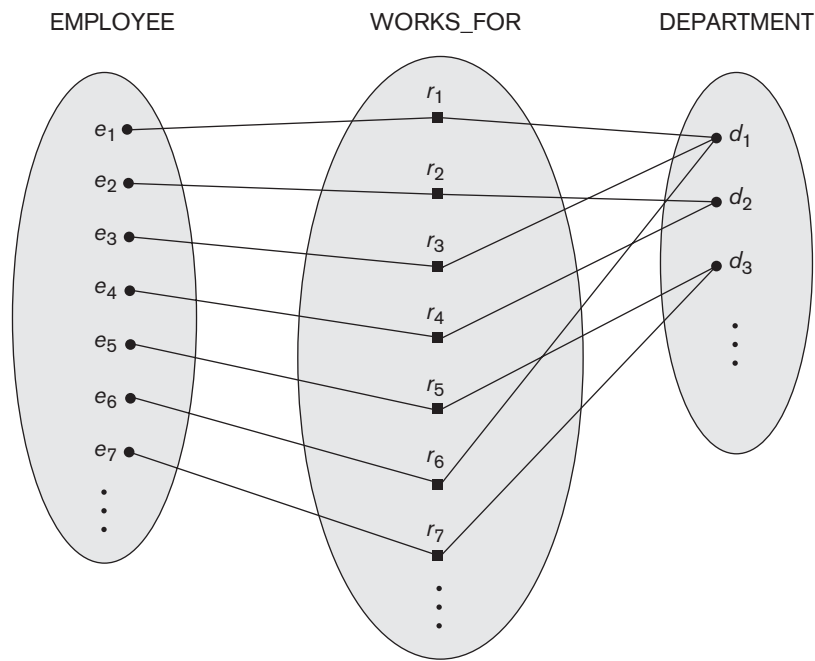 EMPLOYEE
WORKS_FOR
DEPARTMENT
e1
e2
e3
e4
e5
e6
e7
r1
r2
r3
r4
r5
r6
r7
d1
d2
d3